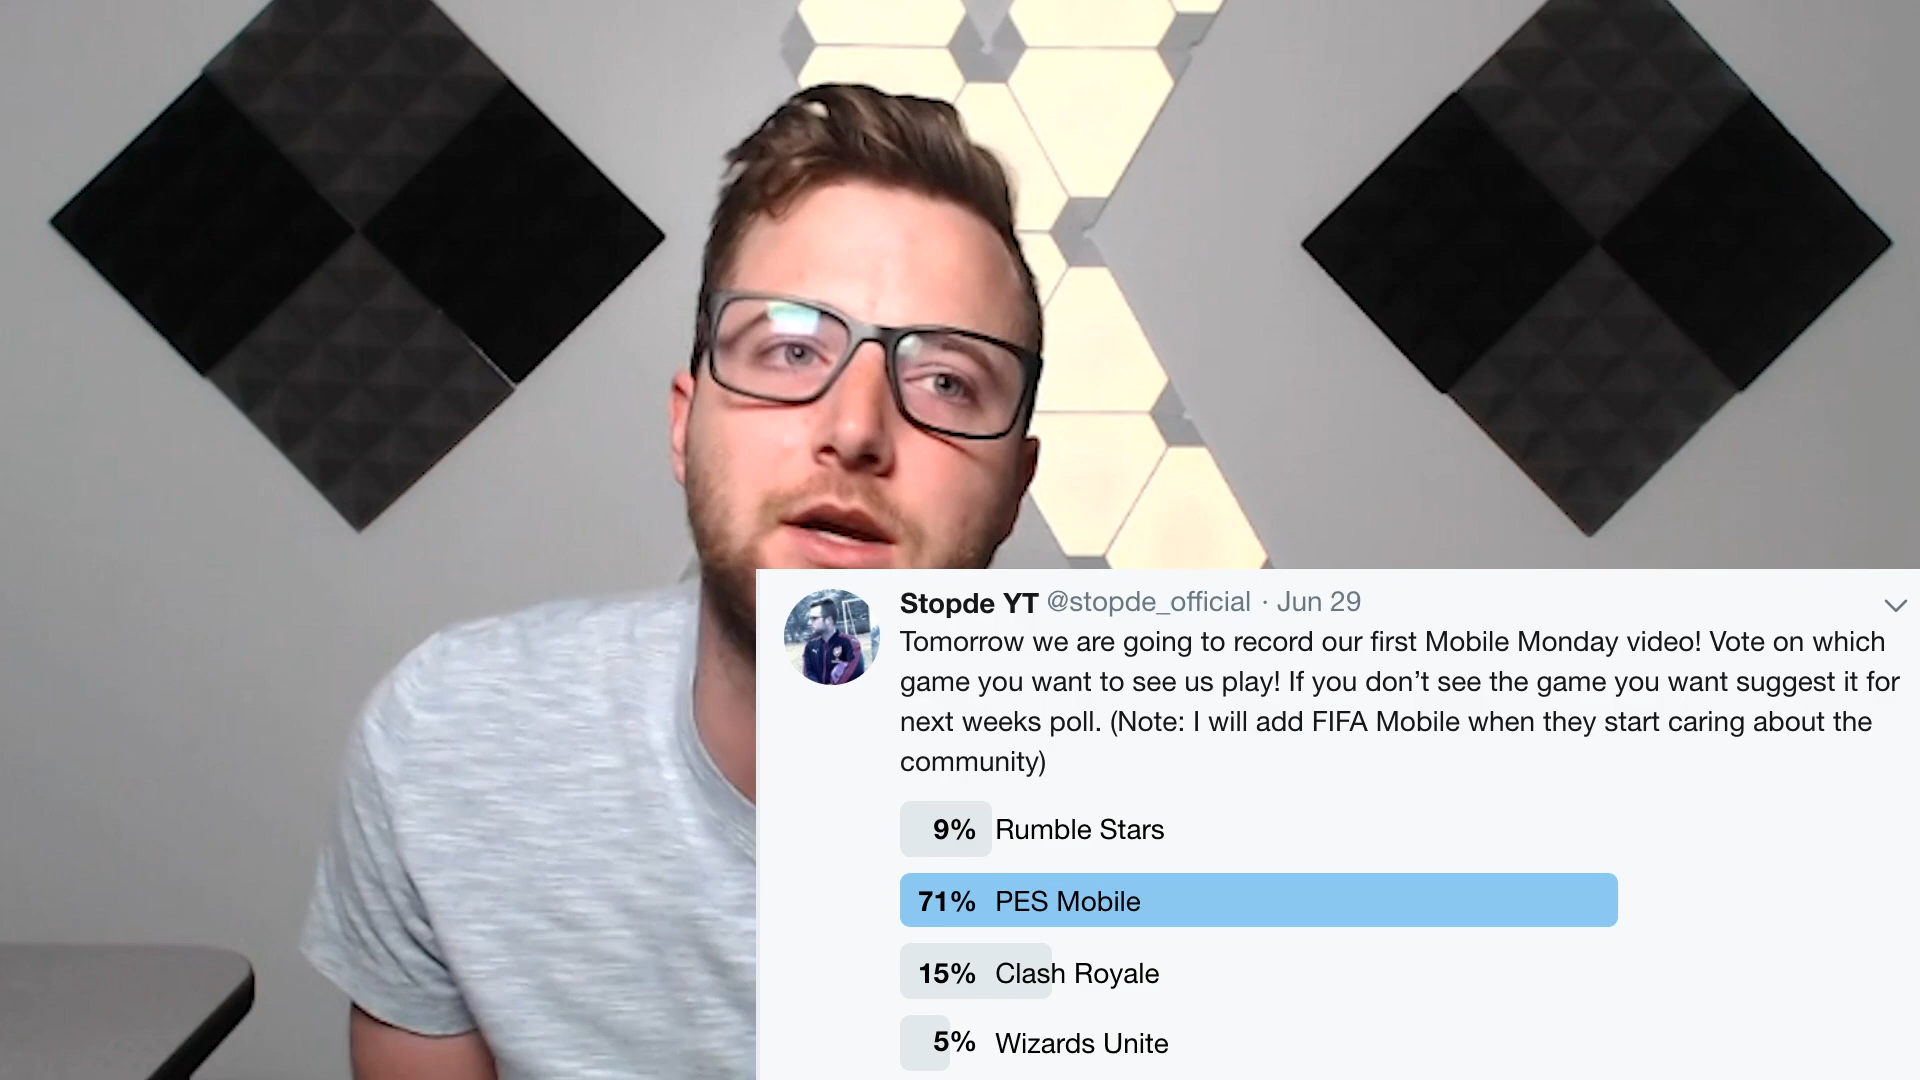 Stopde YT @stopde_official · Jun 29
Tomorrow we are going to record our first Mobile Monday video! Vote on which
game you want to see us play! If you don’t see the game you want suggest it for
next weeks poll. (Note: I will add FIFA Mobile when they start caring about the
community)
9% Rumble Stars
71% PES Mobile
15% Clash Royale
5% Wizards Unite